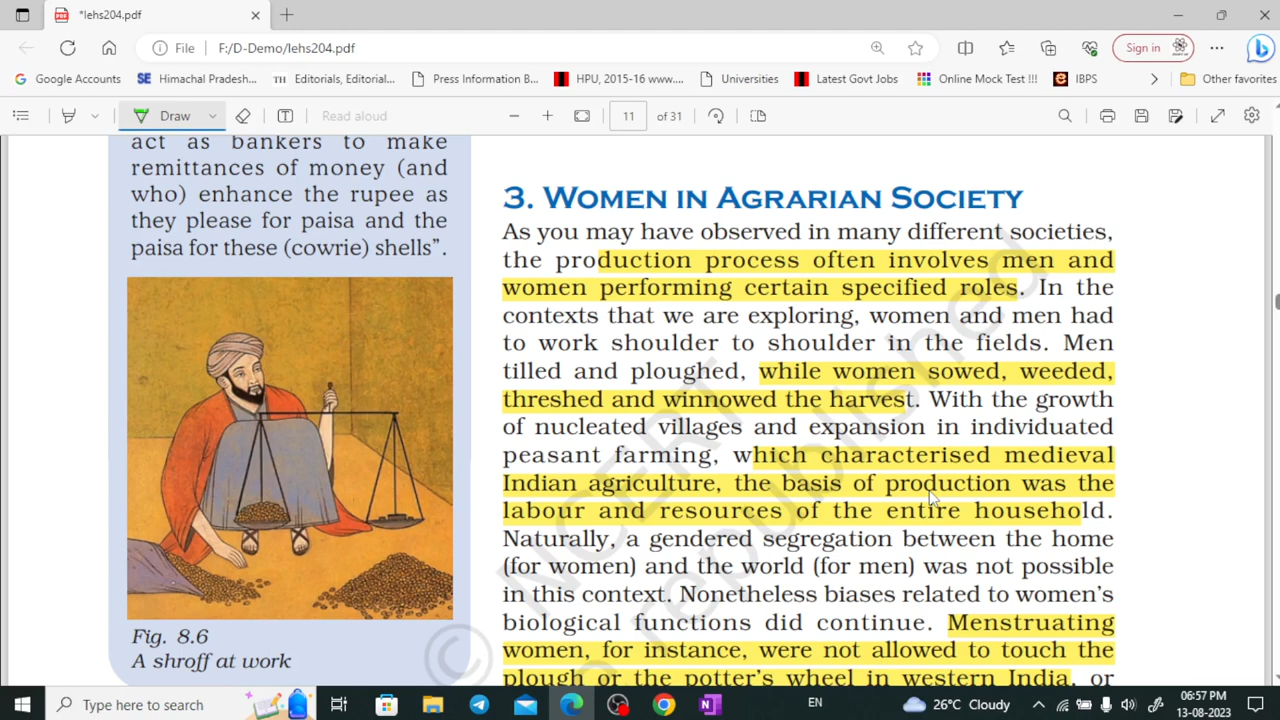 *lehs204.pdf
File F:/D-Demo/lehs204.pdf
Sign in
Google Accounts
SE Himachal Pradesh...
TH Editorials, Editorial...
Press Information B...
HPU, 2015-16 www....
Universities
Latest Govt Jobs
Online Mock Test !!!
IBPS
Other favorites
Draw
Read aloud
11 of 31
act as bankers to make
remittances of money (and
who) enhance the rupee as
they please for paisa and the
paisa for these (cowrie) shells”.
Fig. 8.6
A shroff at work
3. WOMEN IN AGRARIAN SOCIETY
As you may have observed in many different societies,
the production process often involves men and
women performing certain specified roles. In the
contexts that we are exploring, women and men had
to work shoulder to shoulder in the fields. Men
tilled and ploughed, while women sowed, weeded,
threshed and winnowed the harvest. With the growth
of nucleated villages and expansion in individuated
peasant farming, which characterised medieval
Indian agriculture, the basis of production was the
labour and resources of the entire household.
Naturally, a gendered segregation between the home
(for women) and the world (for men) was not possible
in this context. Nonetheless biases related to women’s
biological functions did continue. Menstruating
women, for instance, were not allowed to touch the
plough or the potter’s wheel in western India, or
© NCERT
republished
Type here to search
EN
26°C Cloudy
06:57 PM
13-08-2023